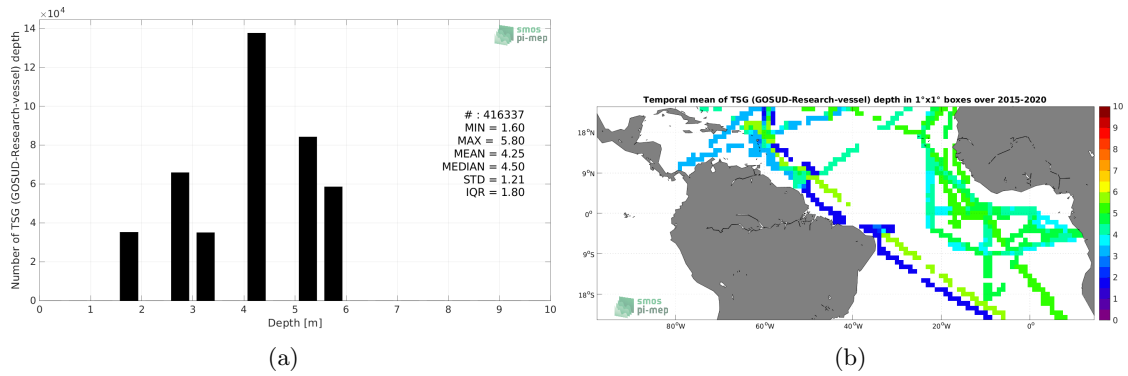 ×10⁴
14
12
10
8
6
4
2
0
Number of TSG (GOSUD-Research-vessel) depth
smos
pi-mep
# : 416337
MIN = 1.60
MAX = 5.80
MEAN = 4.25
MEDIAN = 4.50
STD = 1.21
IQR = 1.80
0 1 2 3 4 5 6 7 8 9 10
Depth [m]
(a)
Temporal mean of TSG (GOSUD-Research-vessel) depth in 1°x1° boxes over 2015-2020
18°N
9°N
0°
9°S
18°S
smos
pi-mep
80°W 60°W 40°W 20°W 0°
10
9
8
7
6
5
4
3
2
1
0
(b)